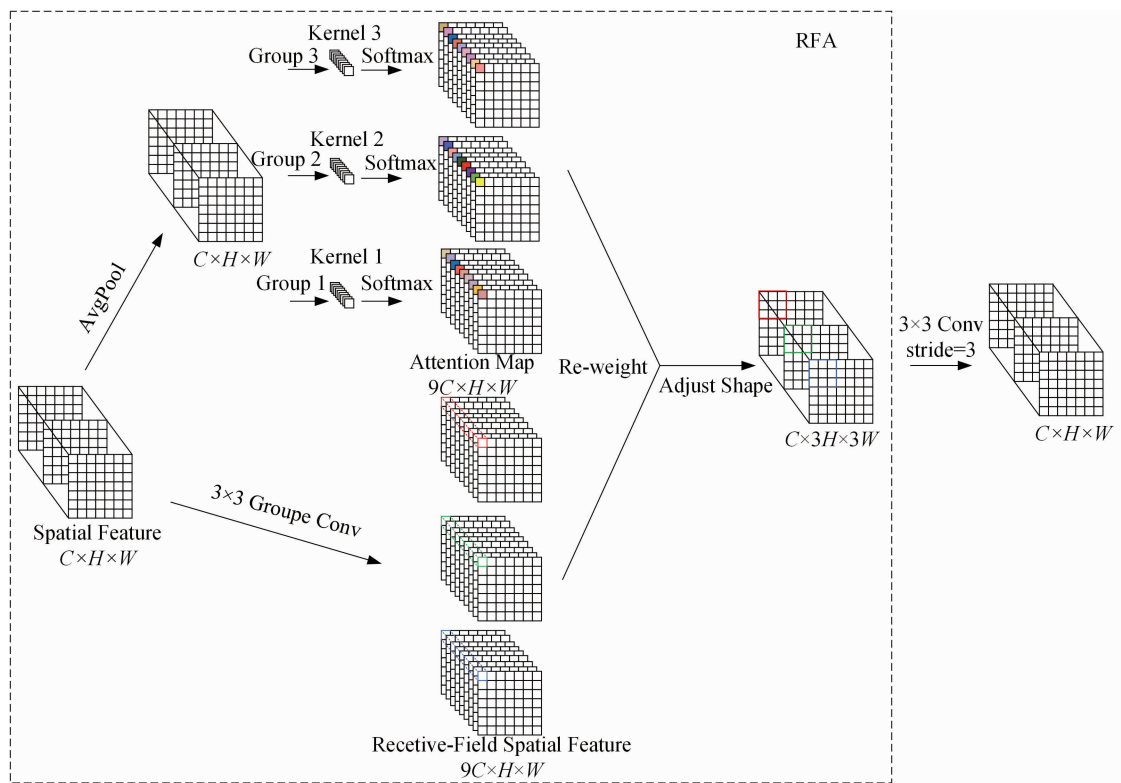 Kernel 3
RFA
Group 3
Softmax
Kernel 2
Group 2
Softmax
C×H×W
Kernel 1
AvgPool
Group 1
Softmax
Attention Map
9C×H×W
Re-weight
Adjust Shape
3×3 Conv
stride=3
C×3H×3W
C×H×W
3×3 Groupe Conv
Spatial Feature
C×H×W
Recetive-Field Spatial Feature
9C×H×W